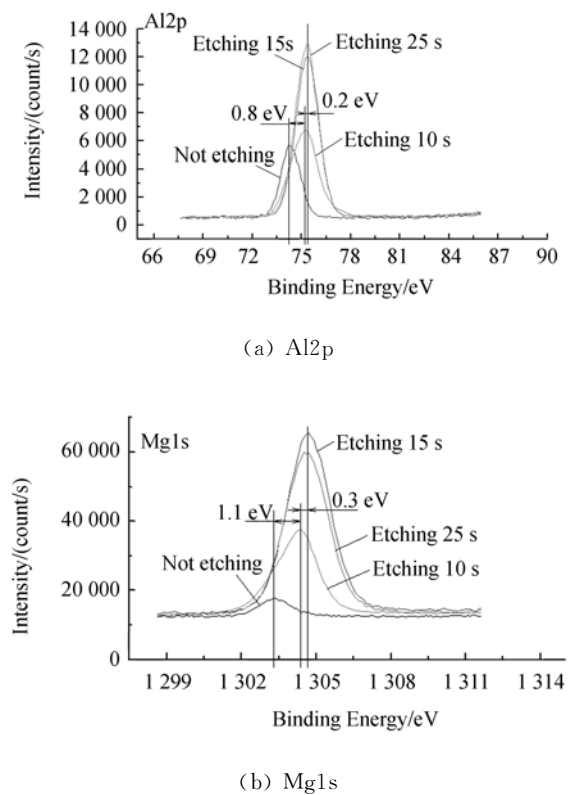 Al2p
Etching 15s
Etching 25 s
0.8 eV
0.2 eV
Not etching
Etching 10 s
14 000
12 000
10 000
8 000
6 000
4 000
2 000
0
Intensity/(count/s)
66 69 72 75 78 81 84 87 90
Binding Energy/eV
(a) Al2p
Mg1s
Etching 15 s
1.1 eV
0.3 eV
Not etching
Etching 25 s
Etching 10 s
60 000
40 000
20 000
0
Intensity/(count/s)
1 299 1 302 1 305 1 308 1 311 1 314
Binding Energy/eV
(b) Mg1s